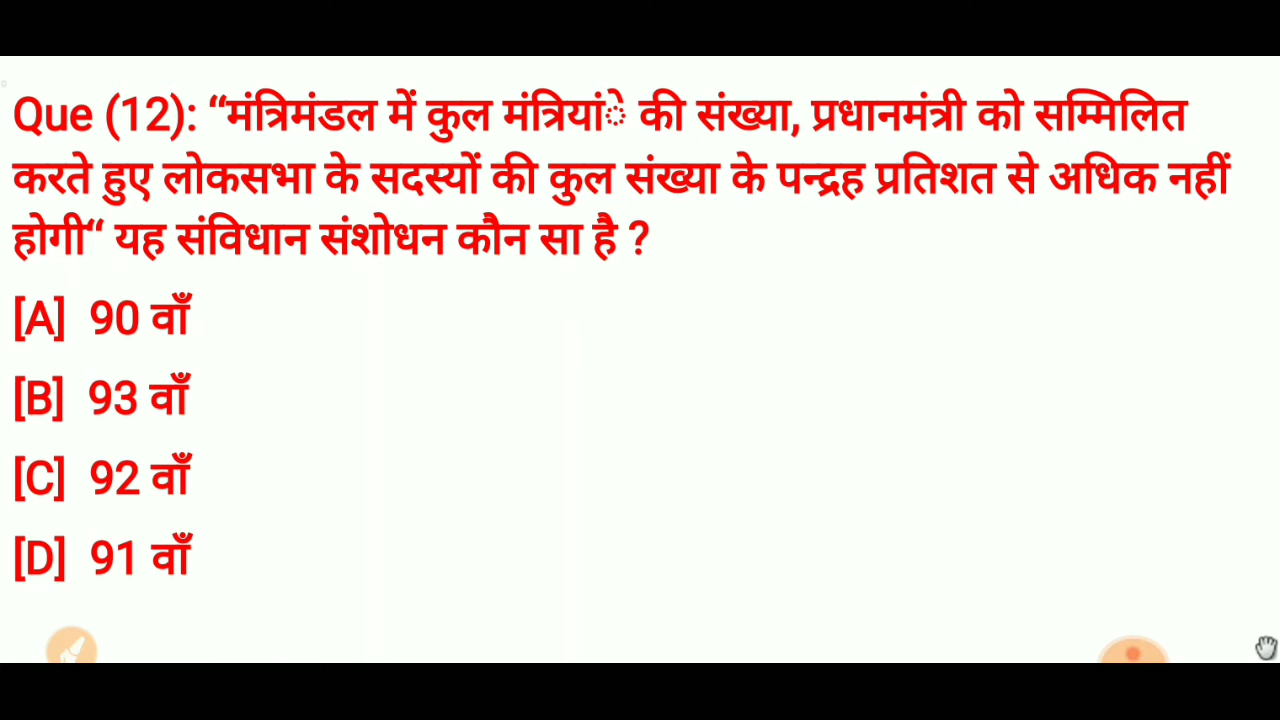 Que (12): “मंत्रिमंडल में कुल मंत्रियांे की संख्या, प्रधानमंत्री को सम्मिलित
करते हुए लोकसभा के सदस्यों की कुल संख्या के पन्द्रह प्रतिशत से अधिक नहीं
होगी“ यह संविधान संशोधन कौन सा है ?
[A] 90 वाँ
[B] 93 वाँ
[C] 92 वाँ
[D] 91 वाँ